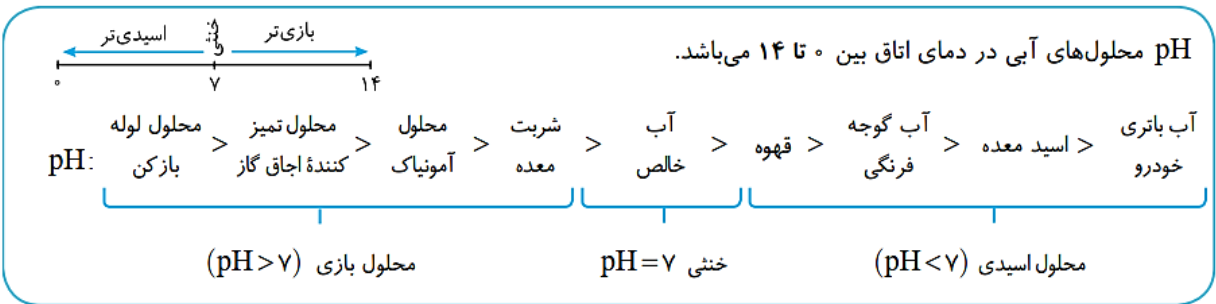 pH محلول‌های آبی در دمای اتاق بین ۰ تا ۱۴ می‌باشد.
اسیدی‌تر خنثی بازی‌تر
۰ ۷ ۱۴
pH: محلول لوله بازکن > محلول تمیز کنندهٔ اجاق گاز > محلول آمونیاک > شربت معده > آب خالص > قهوه > آب گوجه فرنگی > اسید معده > آب باتری خودرو
محلول بازی (pH>۷) خنثی pH=۷ محلول اسیدی (pH<۷)